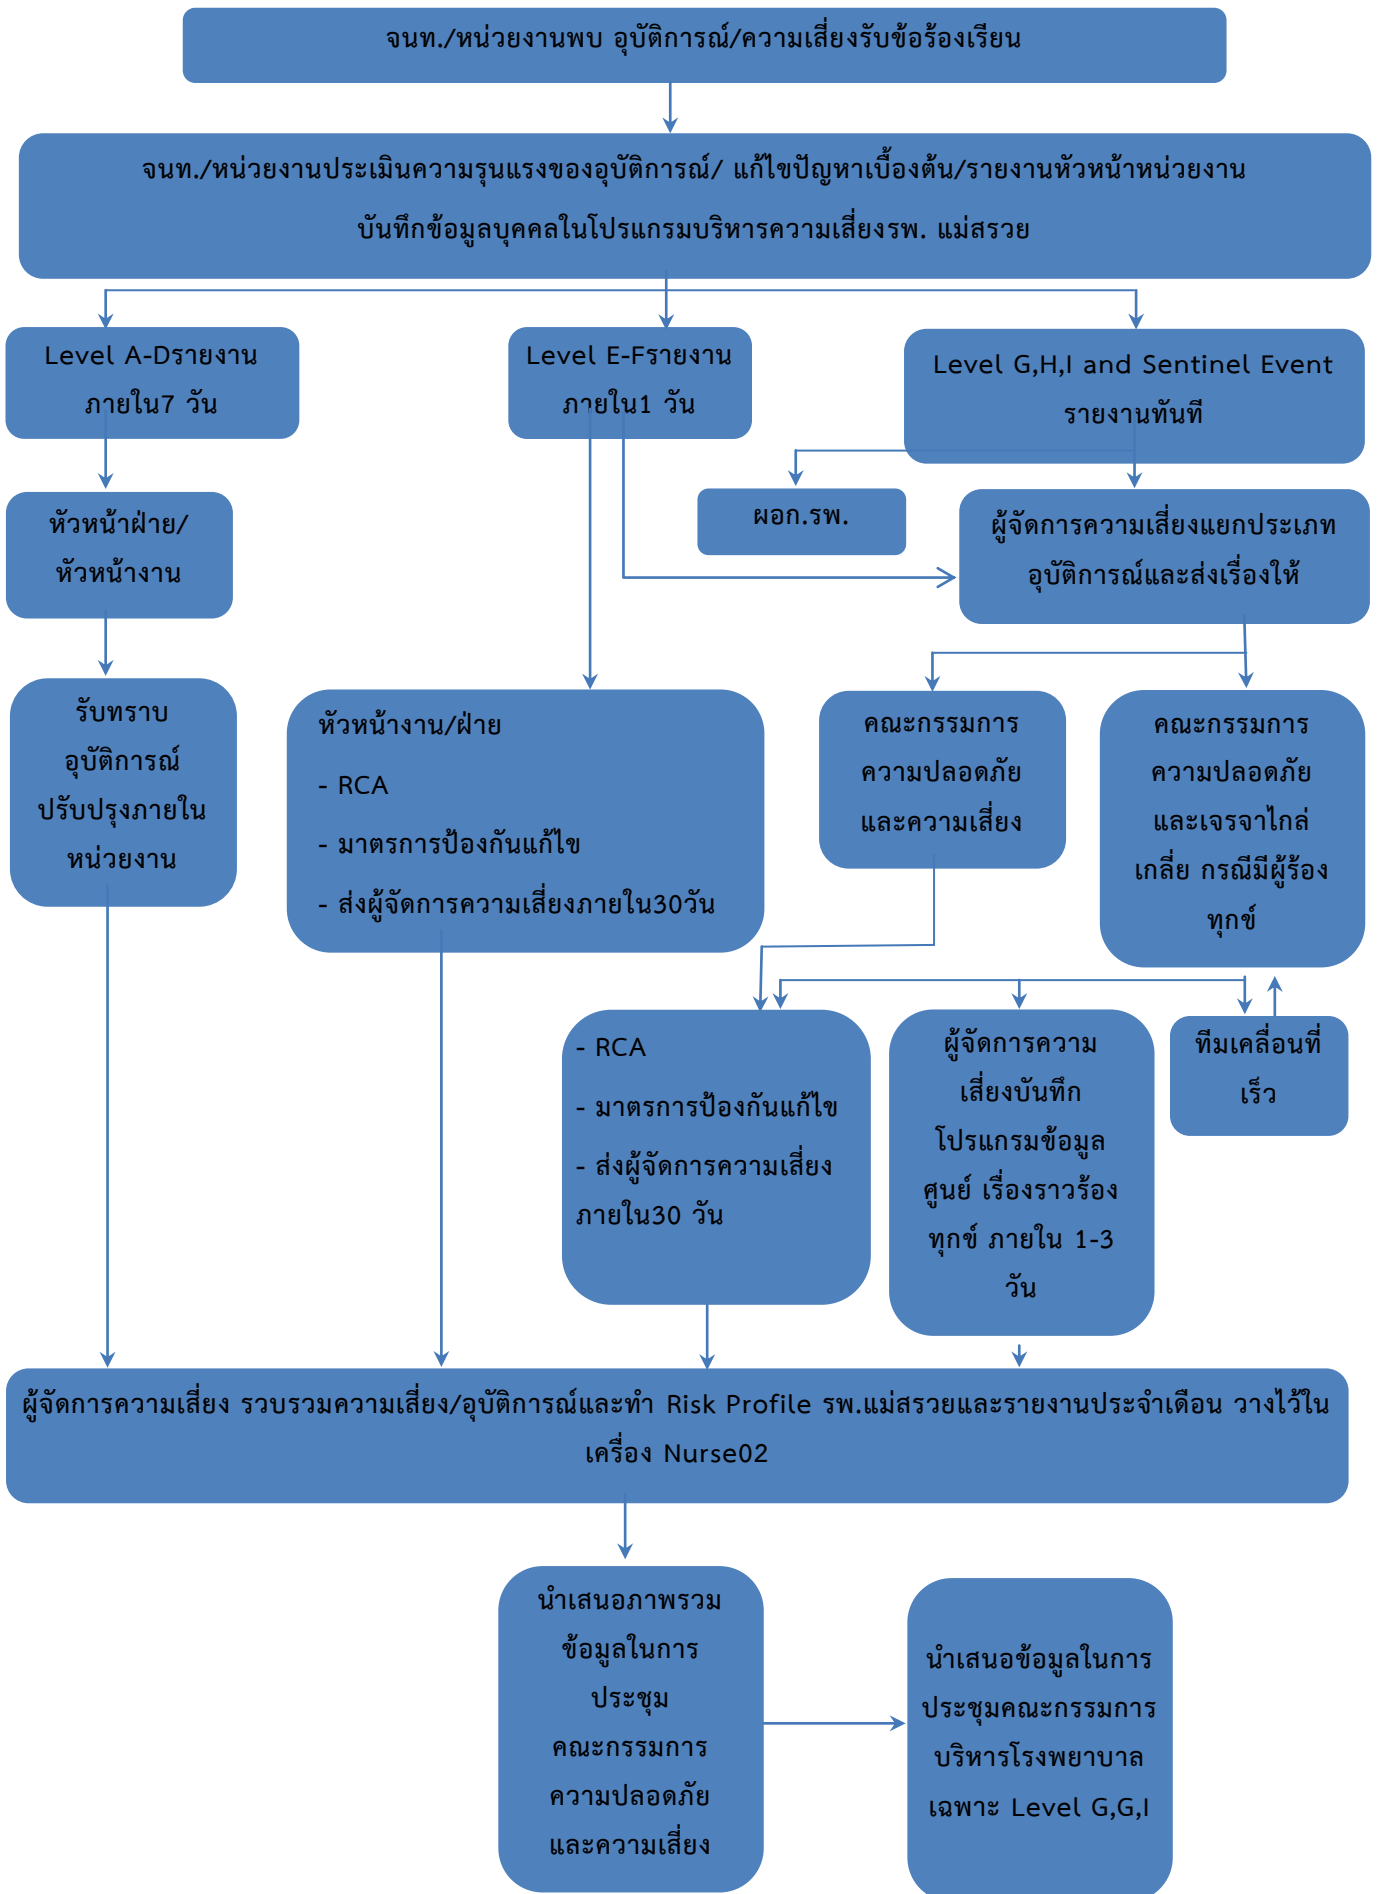 จนท./หน่วยงานพบ อุบัติการณ์/ความเสี่ยงรับข้อร้องเรียน
จนท./หน่วยงานประเมินความรุนแรงของอุบัติการณ์/ แก้ไขปัญหาเบื้องต้น/รายงานหัวหน้าหน่วยงาน
บันทึกข้อมูลบุคคลในโปรแกรมบริหารความเสี่ยงรพ. แม่สรวย
Level A-Dรายงาน
ภายใน7 วัน
Level E-Fรายงาน
ภายใน1 วัน
Level G,H,I and Sentinel Event
รายงานทันที
หัวหน้าฝ่าย/
หัวหน้างาน
ผอก.รพ.
ผู้จัดการความเสี่ยงแยกประเภท
อุบัติการณ์และส่งเรื่องให้
รับทราบ
อุบัติการณ์
ปรับปรุงภายใน
หน่วยงาน
หัวหน้างาน/ฝ่าย
- RCA
- มาตรการป้องกันแก้ไข
- ส่งผู้จัดการความเสี่ยงภายใน30วัน
คณะกรรมการ
ความปลอดภัย
และความเสี่ยง
คณะกรรมการ
ความปลอดภัย
และเจรจาไกล่
เกลี่ย กรณีมีผู้ร้อง
ทุกข์
- RCA
- มาตรการป้องกันแก้ไข
- ส่งผู้จัดการความเสี่ยง
ภายใน30 วัน
ผู้จัดการความ
เสี่ยงบันทึก
โปรแกรมข้อมูล
ศูนย์ เรื่องราวร้อง
ทุกข์ ภายใน 1-3
วัน
ทีมเคลื่อนที่
เร็ว
ผู้จัดการความเสี่ยง รวบรวมความเสี่ยง/อุบัติการณ์และทำ Risk Profile รพ.แม่สรวยและรายงานประจำเดือน วางไว้ใน
เครื่อง Nurse02
นำเสนอภาพรวม
ข้อมูลในการ
ประชุม
คณะกรรมการ
ความปลอดภัย
และความเสี่ยง
นำเสนอข้อมูลในการ
ประชุมคณะกรรมการ
บริหารโรงพยาบาล
เฉพาะ Level G,G,I